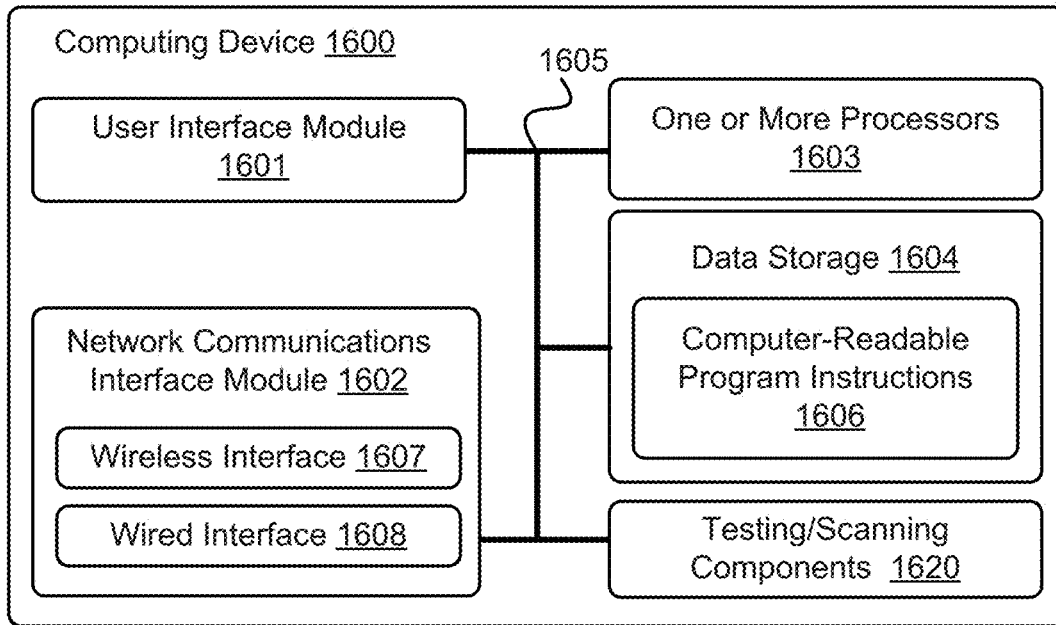 Computing Device 1600
1605
User Interface Module
1601
One or More Processors
1603
Data Storage 1604
Computer-Readable
Program Instructions
1606
Network Communications
Interface Module 1602
Wireless Interface 1607
Wired Interface 1608
Testing/Scanning
Components 1620